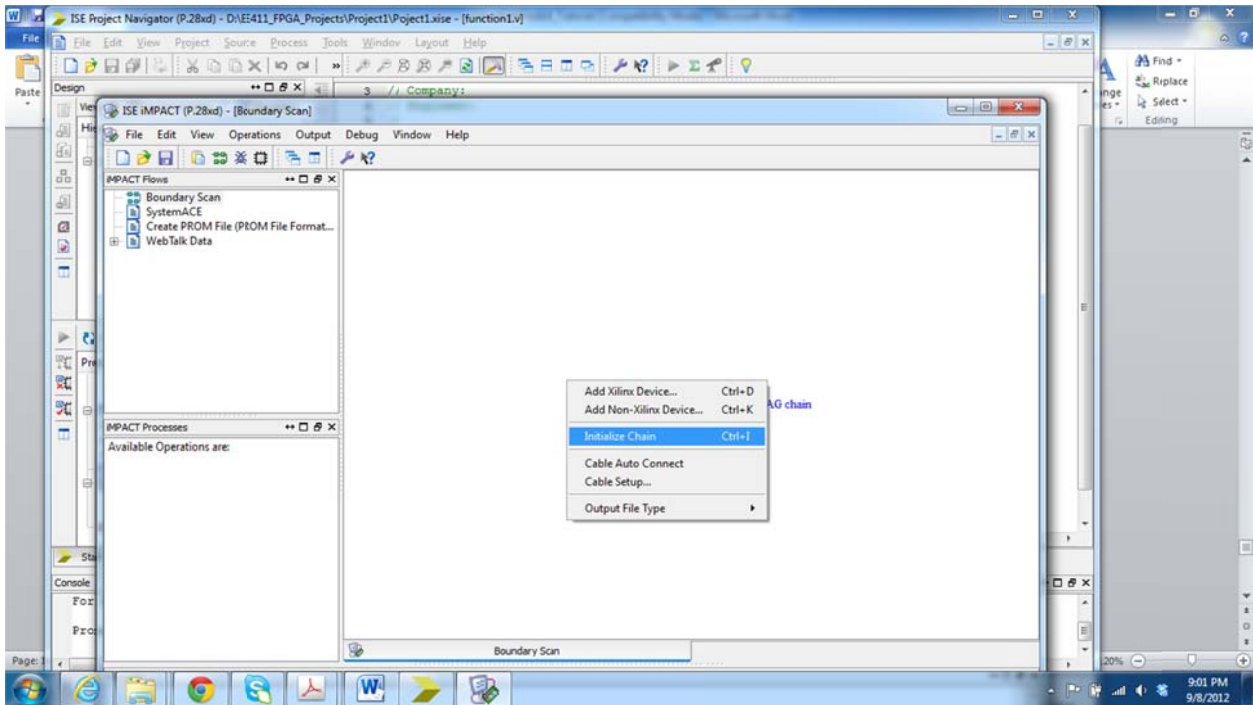 ISE Project Navigator (P.28xd) - D:\EE411_FPGA_Projects\Project1\Poject1.xise - [function1.v]
File
File Edit View Project Source Process Tools Window Layout Help
Find
Replace
Select
Editing
Paste
Design
3 // Company:
ISE iMPACT (P.28xd) - [Boundary Scan]
File Edit View Operations Output Debug Window Help
iMPACT Flows
Boundary Scan
SystemACE
Create PROM File (PROM File Format...
WebTalk Data
Add Xilinx Device... Ctrl+D
Add Non-Xilinx Device... Ctrl+K
AG chain
Initialize Chain Ctrl+I
Cable Auto Connect
Cable Setup...
Output File Type
iMPACT Processes
Available Operations are:
Console
Boundary Scan
Page: 1
120%
9:01 PM
9/8/2012